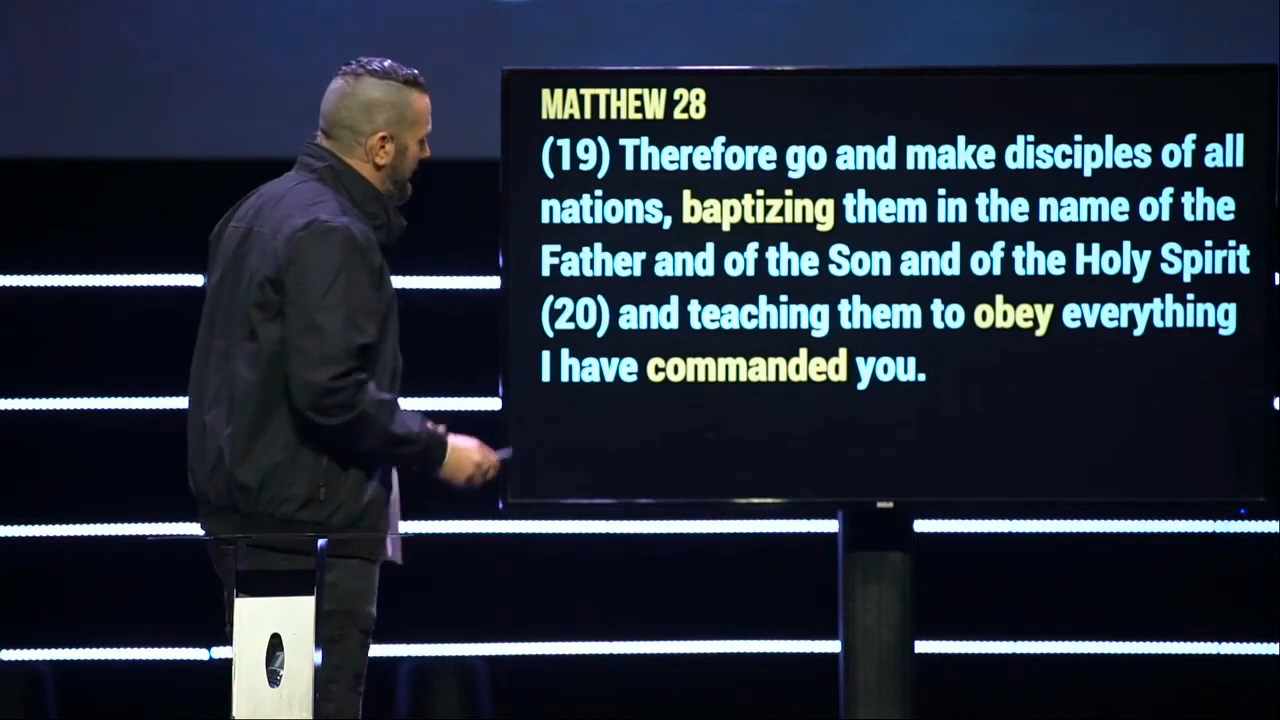 MATTHEW 28
(19) Therefore go and make disciples of all
nations, baptizing them in the name of the
Father and of the Son and of the Holy Spirit
(20) and teaching them to obey everything
I have commanded you.